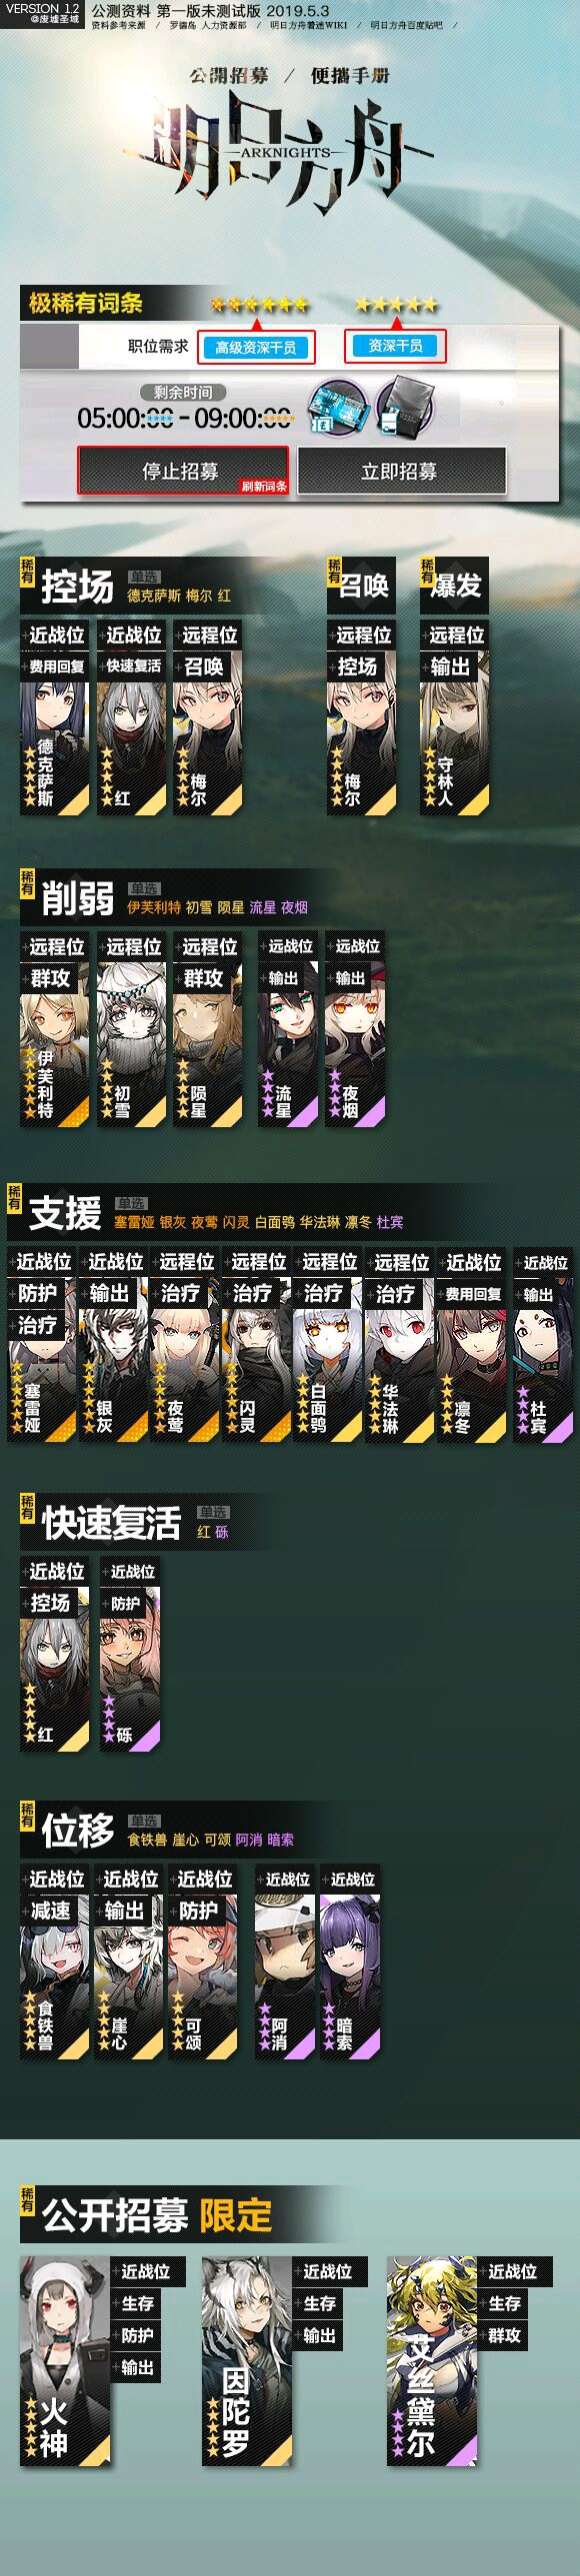 VERSION 1.2
@废墟圣域
公测资料 第一版未测试版 2019.5.3
资料参考来源 / 罗德岛 人力资源部 / 明日方舟着迷WIKI / 明日方舟百度贴吧 /
公開招募 / 便攜手册
明日方舟
ARKNIGHTS
极稀有词条
职位需求 高级资深干员 资深干员
剩余时间
05:00:00 - 09:00:00
停止招募 立即招募
刷新词条
稀有 控场 单选
德克萨斯 梅尔 红
稀有 召唤
稀有 爆发
+近战位 +近战位 +远程位 +远程位 +远程位
+费用回复 +快速复活 +召唤 +控场 +输出
德克萨斯 红 梅尔 梅尔 守林人
稀有 削弱 单选
伊芙利特 初雪 陨星 流星 夜烟
+远程位 +远程位 +远程位 +远战位 +远战位
+群攻 +群攻 +输出 +输出
伊芙利特 初雪 陨星 流星 夜烟
稀有 支援 单选
塞雷娅 银灰 夜莺 闪灵 白面鸮 华法琳 凛冬 杜宾
+近战位 +近战位 +远程位 +远程位 +远程位 +远程位 +近战位 +近战位
+防护 +输出 +治疗 +治疗 +治疗 +治疗 +费用回复 +输出
+治疗
塞雷娅 银灰 夜莺 闪灵 白面鸮 华法琳 凛冬 杜宾
稀有 快速复活 单选
红 砾
+近战位 +近战位
+控场 +防护
红 砾
稀有 位移 单选
食铁兽 崖心 可颂 阿消 暗索
+近战位 +近战位 +近战位 +近战位 +近战位
+减速 +输出 +防护
食铁兽 崖心 可颂 阿消 暗索
稀有 公开招募 限定
+近战位 +近战位 +近战位
+生存 +生存 +生存
+防护 +输出 +群攻
+输出
火神 因陀罗 艾丝黛尔